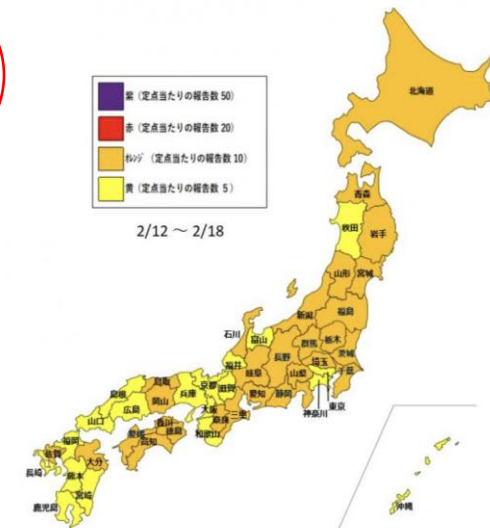 紫 (定点当たりの報告数 50)
赤 (定点当たりの報告数 20)
ｵﾚﾝｼﾞ (定点当たりの報告数 10)
黄 (定点当たりの報告数 5)
2/12 ～ 2/18
北海道
青森
秋田
岩手
山形
宮城
新潟
福島
石川
富山
群馬
栃木
茨城
長野
福井
岐阜
埼玉
山梨
千葉
鳥取
京都
滋賀
愛知
静岡
東京
神奈川
島根
岡山
兵庫
広島
大阪
奈良
三重
山口
香川
和歌山
愛媛
徳島
高知
福岡
佐賀
大分
長崎
熊本
宮崎
鹿児島
沖縄